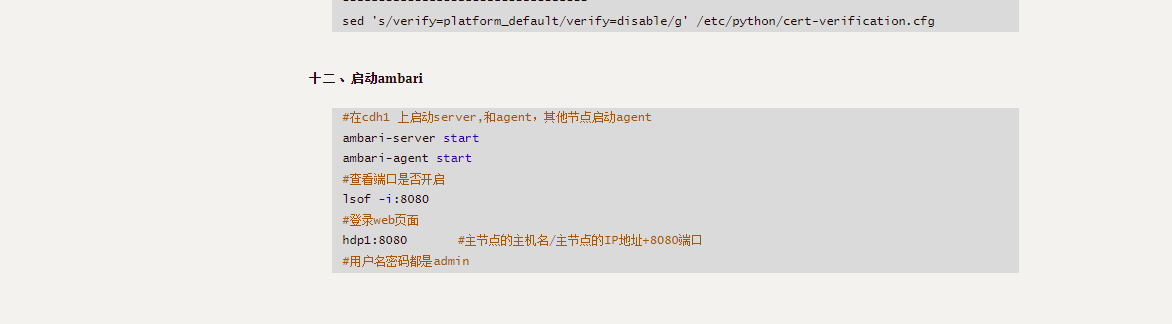 sed 's/verify=platform_default/verify=disable/g' /etc/python/cert-verification.cfg
十二、启动ambari
#在cdh1 上启动server,和agent，其他节点启动agent
ambari-server start
ambari-agent start
#查看端口是否开启
lsof -i:8080
#登录web页面
hdp1:8080       #主节点的主机名/主节点的IP地址+8080端口
#用户名密码都是admin